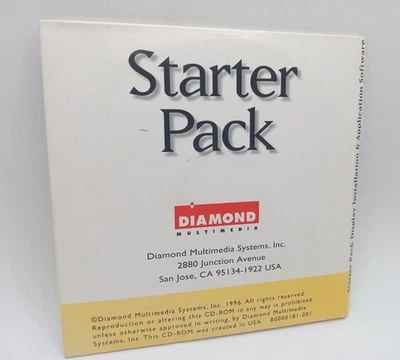 Starter
Pack
DIAMOND
MULTIMEDIA
Diamond Multimedia Systems, Inc.
2880 Junction Avenue
San Jose, CA 95134-1922 USA
©Diamond Multimedia Systems, Inc. 1996. All rights reserved.
Reproduction or altering this CD-ROM in any way is prohibited
unless otherwise approved in writing, by Diamond Multimedia
Systems, Inc. This CD-ROM was created in USA. 80000181-001
Starter Pack Display Installation & Application Software